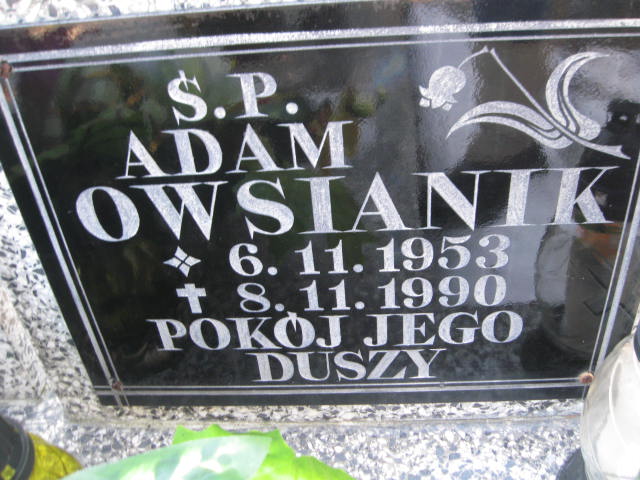 Ś.P.
ADAM
OWSIANIK
6.11.1953
✝ 8.11.1990
POKÓJ JEGO
DUSZY